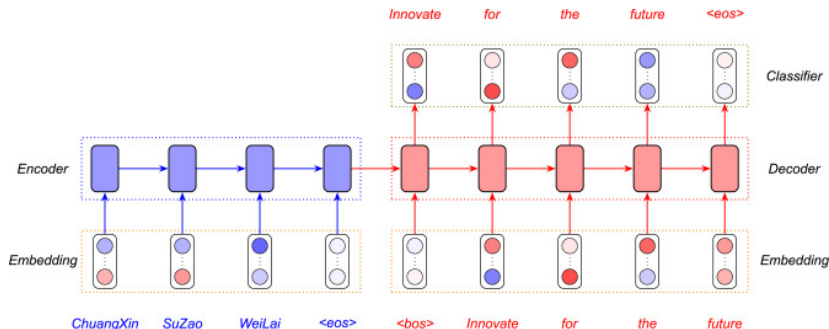 Innovate for the future <eos>
Classifier
Encoder Decoder
Embedding Embedding
ChuangXin SuZao WeiLai <eos> <bos> Innovate for the future